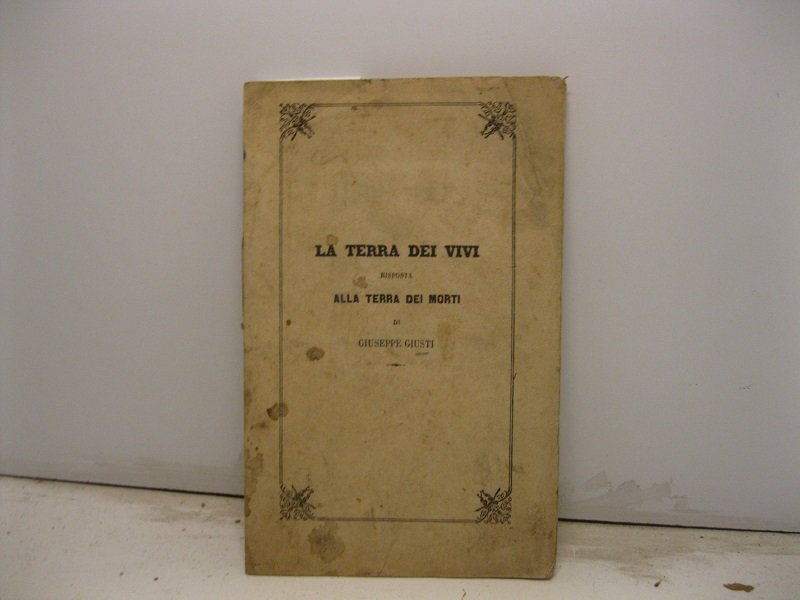 LA TERRA DEI VIVI
RISPOSTA
ALLA TERRA DEI MORTI
DI
GIUSEPPE GIUSTI